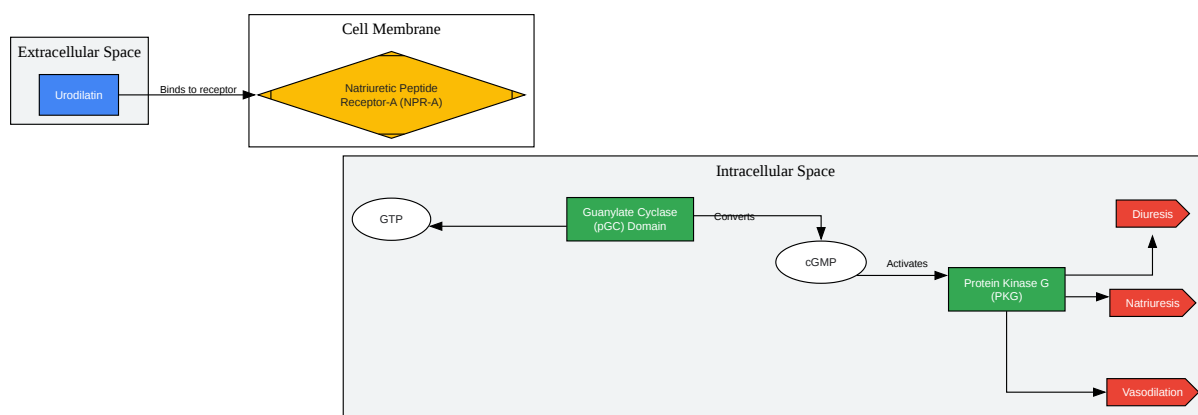 Extracellular Space
Urodilatin
Binds to receptor
Cell Membrane
Natriuretic Peptide
Receptor-A (NPR-A)
Intracellular Space
GTP
Guanylate Cyclase
(pGC) Domain
Converts
cGMP
Activates
Protein Kinase G
(PKG)
Diuresis
Natriuresis
Vasodilation